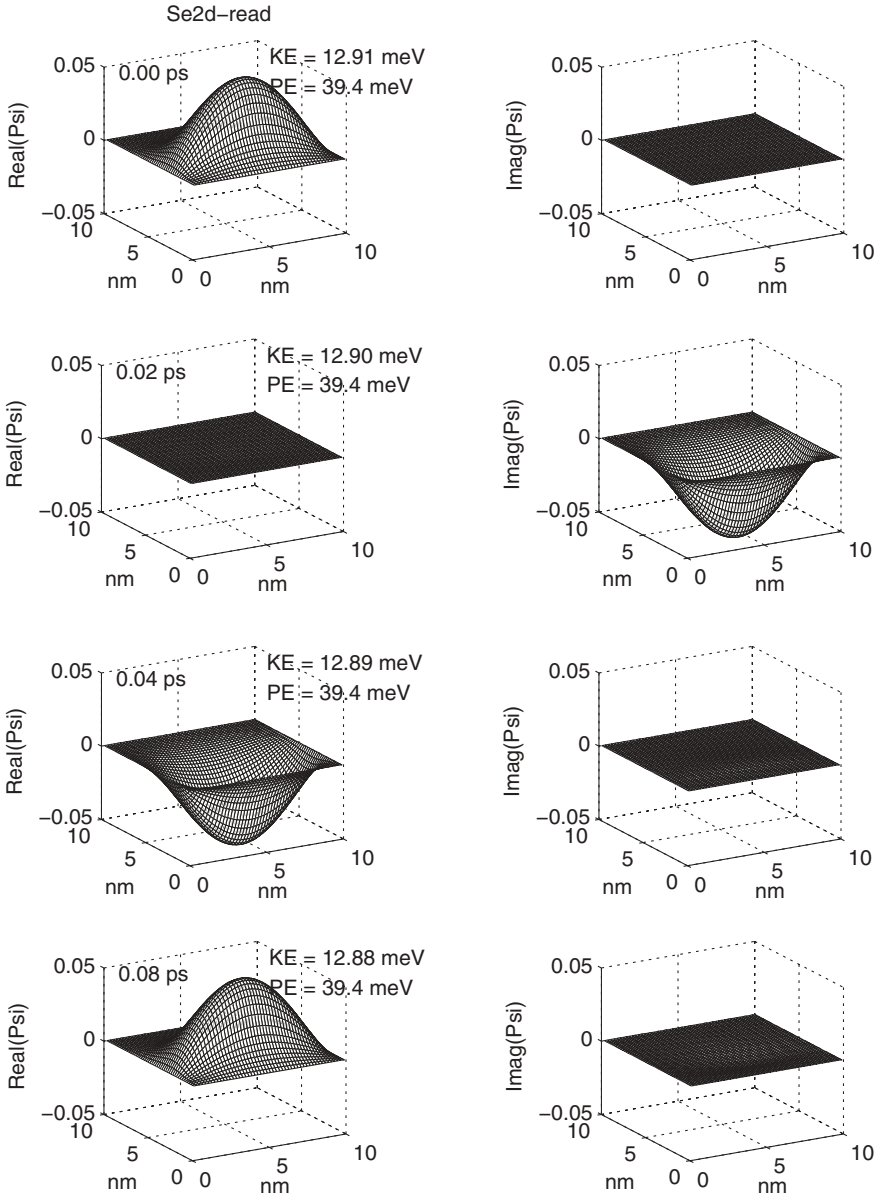 Se2d−read
0.05
0.00 ps
KE = 12.91 meV
PE = 39.4 meV
Real(Psi)
0
−0.05
10
5
0
nm
0
5
10
nm
0.05
Imag(Psi)
0
−0.05
10
5
0
nm
0
5
10
nm
0.05
0.02 ps
KE = 12.90 meV
PE = 39.4 meV
Real(Psi)
0
−0.05
10
5
0
nm
0
5
10
nm
0.05
Imag(Psi)
0
−0.05
10
5
0
nm
0
5
10
nm
0.05
0.04 ps
KE = 12.89 meV
PE = 39.4 meV
Real(Psi)
0
−0.05
10
5
0
nm
0
5
10
nm
0.05
Imag(Psi)
0
−0.05
10
5
0
nm
0
5
10
nm
0.05
0.08 ps
KE = 12.88 meV
PE = 39.4 meV
Real(Psi)
0
−0.05
10
5
0
nm
0
5
10
nm
0.05
Imag(Psi)
0
−0.05
10
5
0
nm
0
5
10
nm